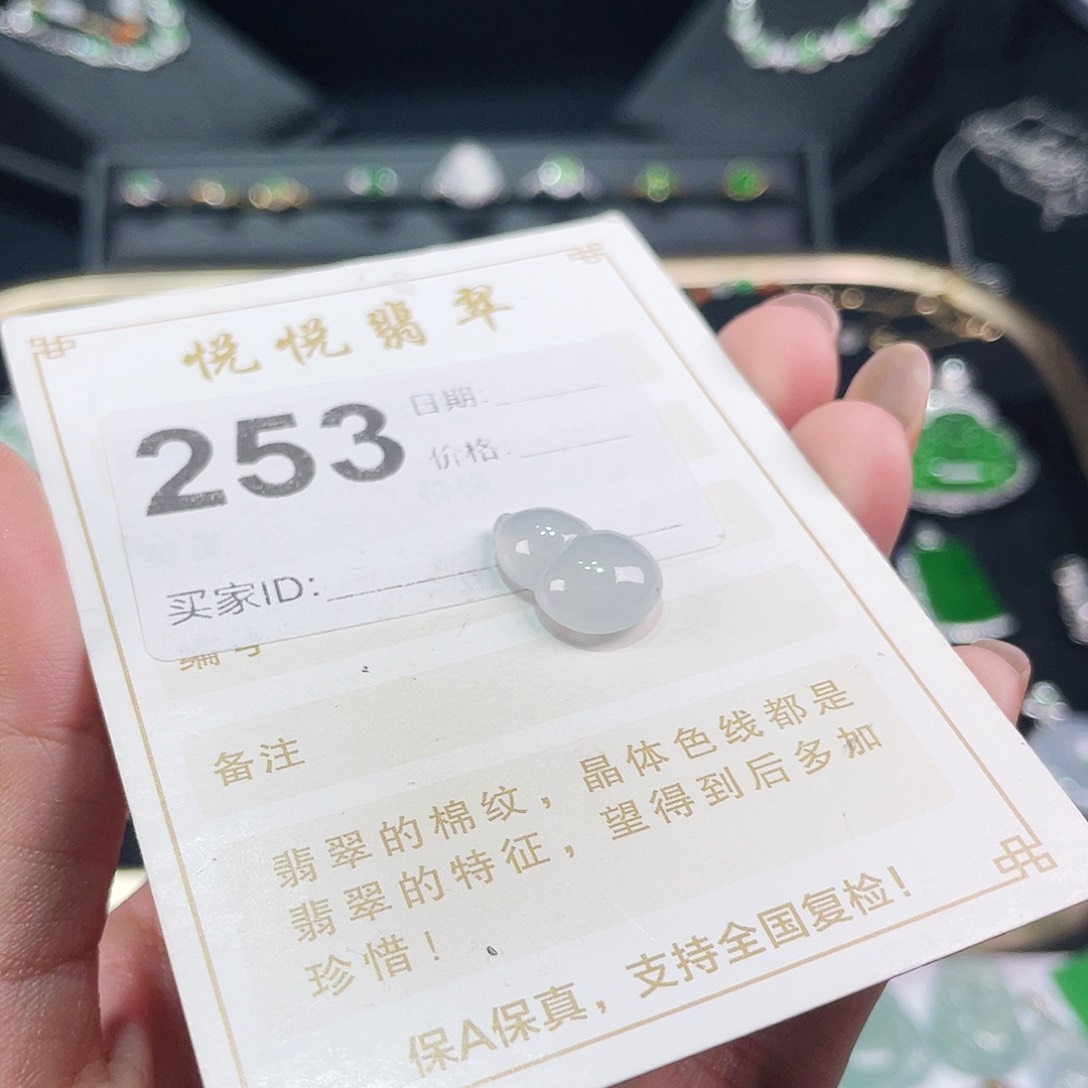 悦悦翡翠
253
日期:
价格:
买家ID:
编号
备注
翡翠的棉纹，晶体色线都是
翡翠的特征，望得到后多加
珍惜！
保A保真，支持全国复检！